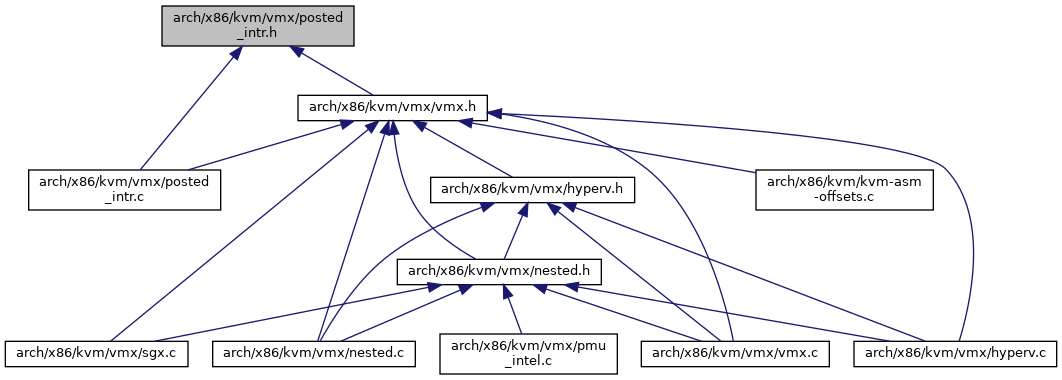 arch/x86/kvm/vmx/posted
_intr.h
arch/x86/kvm/vmx/vmx.h
arch/x86/kvm/vmx/posted
_intr.c
arch/x86/kvm/vmx/hyperv.h
arch/x86/kvm/kvm-asm
-offsets.c
arch/x86/kvm/vmx/nested.h
arch/x86/kvm/vmx/sgx.c
arch/x86/kvm/vmx/nested.c
arch/x86/kvm/vmx/pmu
_intel.c
arch/x86/kvm/vmx/vmx.c
arch/x86/kvm/vmx/hyperv.c